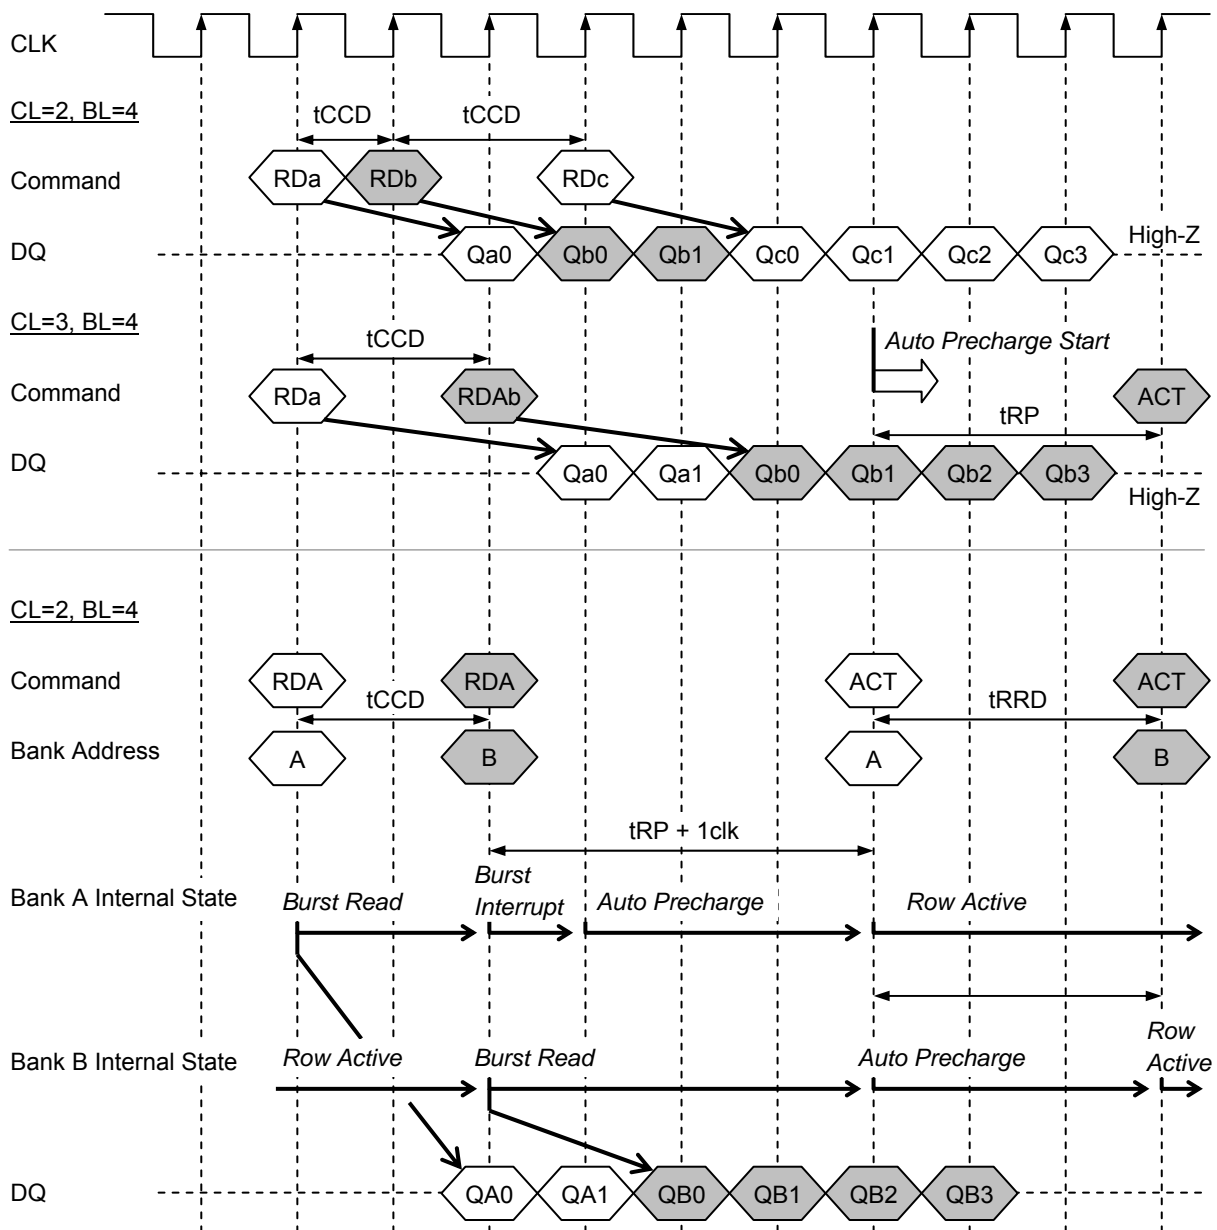 CLK
CL=2, BL=4
tCCD tCCD
Command RDa RDb RDc
DQ Qa0 Qb0 Qb1 Qc0 Qc1 Qc2 Qc3 High-Z
CL=3, BL=4
tCCD Auto Precharge Start
Command RDa RDAb ACT
tRP
DQ Qa0 Qa1 Qb0 Qb1 Qb2 Qb3 High-Z
CL=2, BL=4
Command RDA RDA ACT ACT
tCCD tRRD
Bank Address A B A B
tRP + 1clk
Bank A Internal State Burst Read Burst Interrupt Auto Precharge Row Active
Bank B Internal State Row Active Burst Read Auto Precharge Row Active
DQ QA0 QA1 QB0 QB1 QB2 QB3